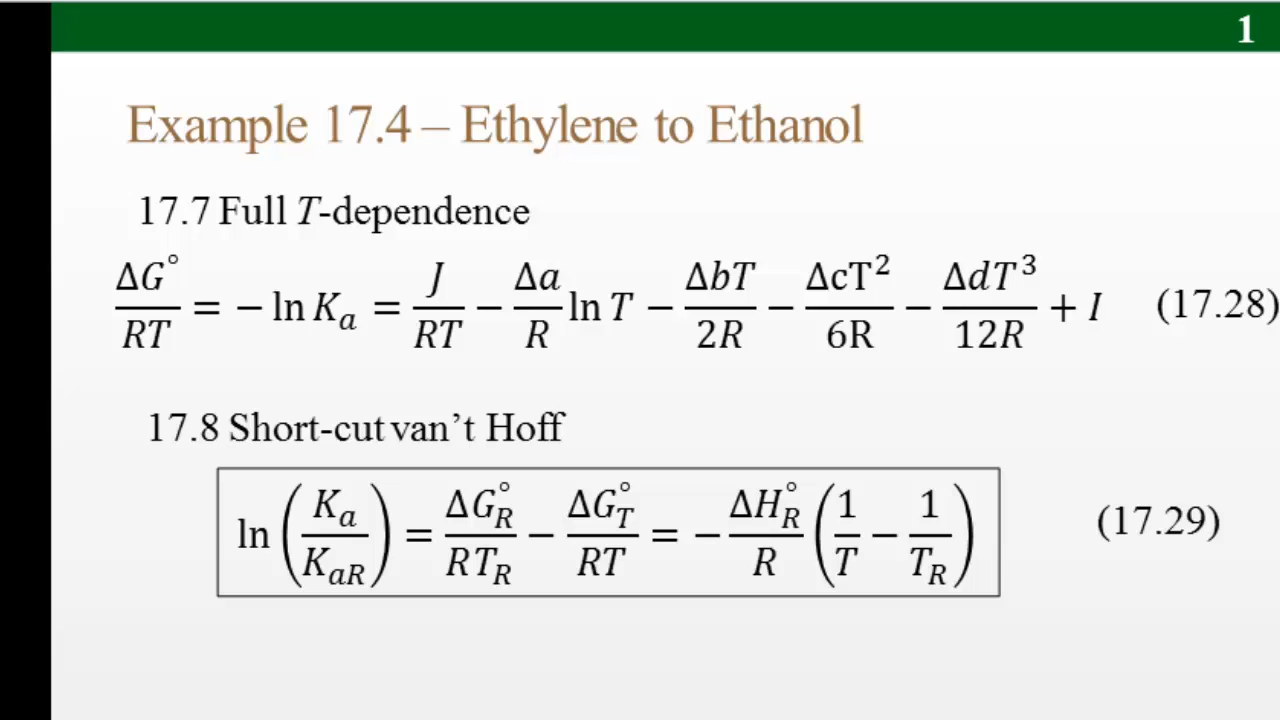 1
Example 17.4 – Ethylene to Ethanol
17.7 Full T-dependence
ΔG°/RT = − ln Kₐ = J/RT − Δa/R ln T − ΔbT/2R − ΔcT²/6R − ΔdT³/12R + I (17.28)
17.8 Short-cut van’t Hoff
ln (K_a/K_aR) = ΔG°_R/RT_R − ΔG°_T/RT = − ΔH°_R/R (1/T − 1/T_R) (17.29)